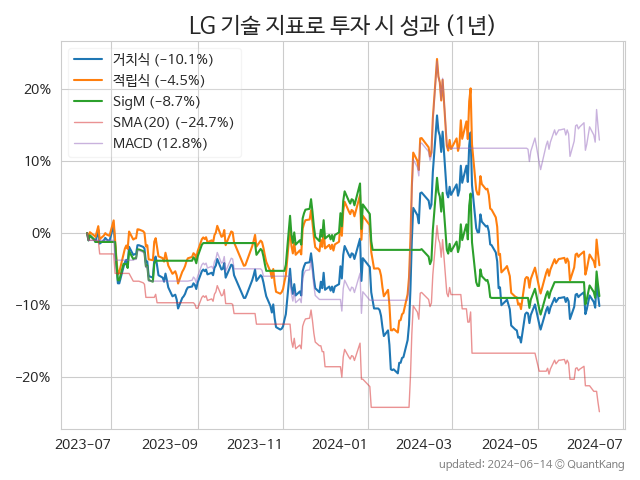 LG 기술 지표로 투자 시 성과 (1년)
거치식 (−10.1%)
적립식 (−4.5%)
SigM (−8.7%)
SMA(20) (−24.7%)
MACD (12.8%)
20%
10%
0%
−10%
−20%
2023-07 2023-09 2023-11 2024-01 2024-03 2024-05 2024-07
updated: 2024-06-14 © QuantKang